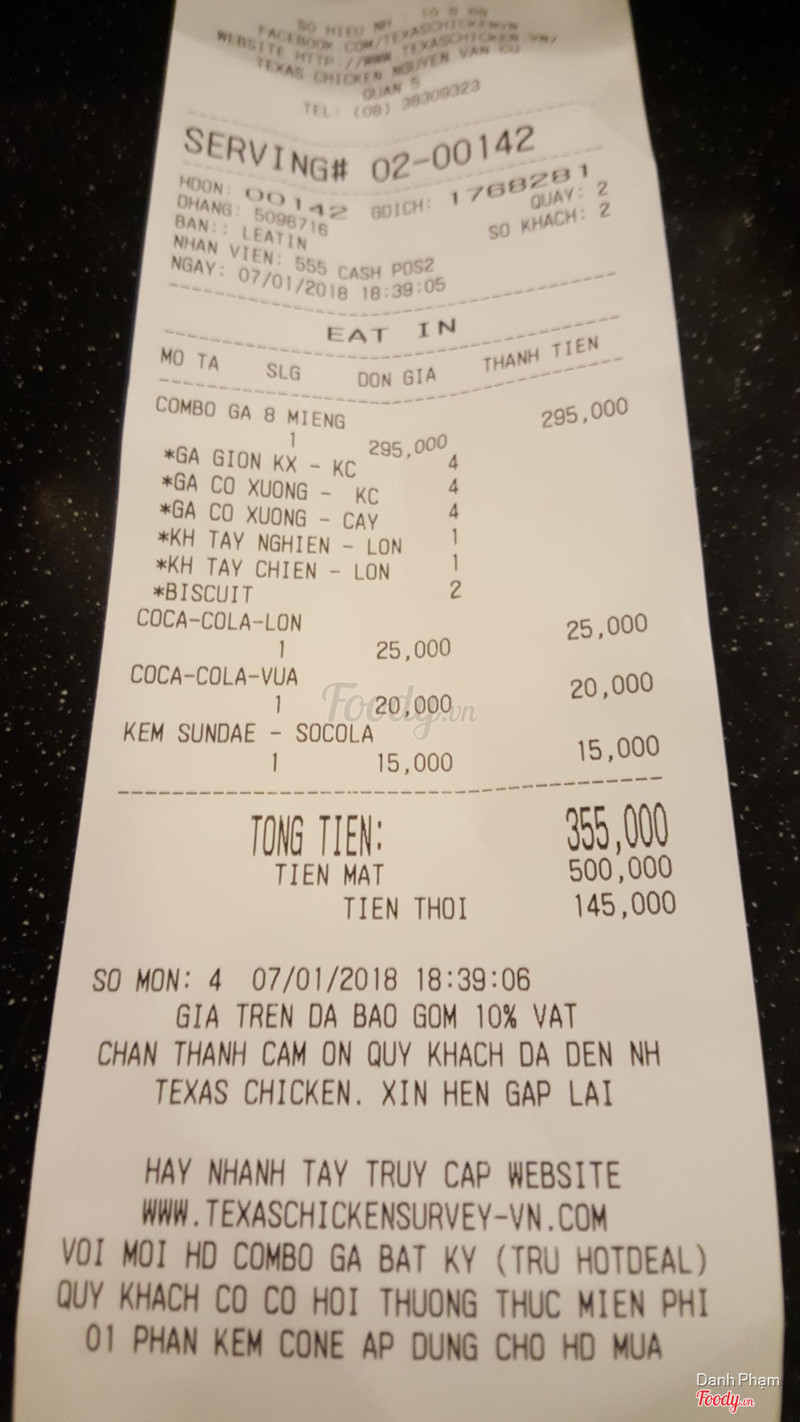 SO HIEU NH
FACEBOOK.COM/TEXASCHICKENVN
WEBSITE HTTP://WWW.TEXASCHICKEN.VN/
TEXAS CHICKEN NGUYEN VAN CU
QUAN 5
TEL: (08) 38309323
SERVING# 02-00142
HDON: 00142 GDICH: 1768281
DHANG: 5096716 QUAY: 2
BAN:: LEATIN SO KHACH: 2
NHAN VIEN: 555 CASH POS2
NGAY: 07/01/2018 18:39:05
EAT IN
MO TA SLG DON GIA THANH TIEN
COMBO GA 8 MIENG 295,000
1 295,000
*GA GION KX - KC 4
*GA CO XUONG - KC 4
*GA CO XUONG - CAY 4
*KH TAY NGHIEN - LON 1
*KH TAY CHIEN - LON 1
*BISCUIT 2
COCA-COLA-LON 25,000
1 25,000
COCA-COLA-VUA 20,000
1 20,000
Foody.vn
KEM SUNDAE - SOCOLA 15,000
1 15,000
TONG TIEN: 355,000
TIEN MAT 500,000
TIEN THOI 145,000
SO MON: 4 07/01/2018 18:39:06
GIA TREN DA BAO GOM 10% VAT
CHAN THANH CAM ON QUY KHACH DA DEN NH
TEXAS CHICKEN. XIN HEN GAP LAI
HAY NHANH TAY TRUY CAP WEBSITE
WWW.TEXASCHICKENSURVEY-VN.COM
VOI MOI HD COMBO GA BAT KY (TRU HOTDEAL)
QUY KHACH CO CO HOI THUONG THUC MIEN PHI
01 PHAN KEM CONE AP DUNG CHO HD MUA
Danh Phạm
Foody.vn